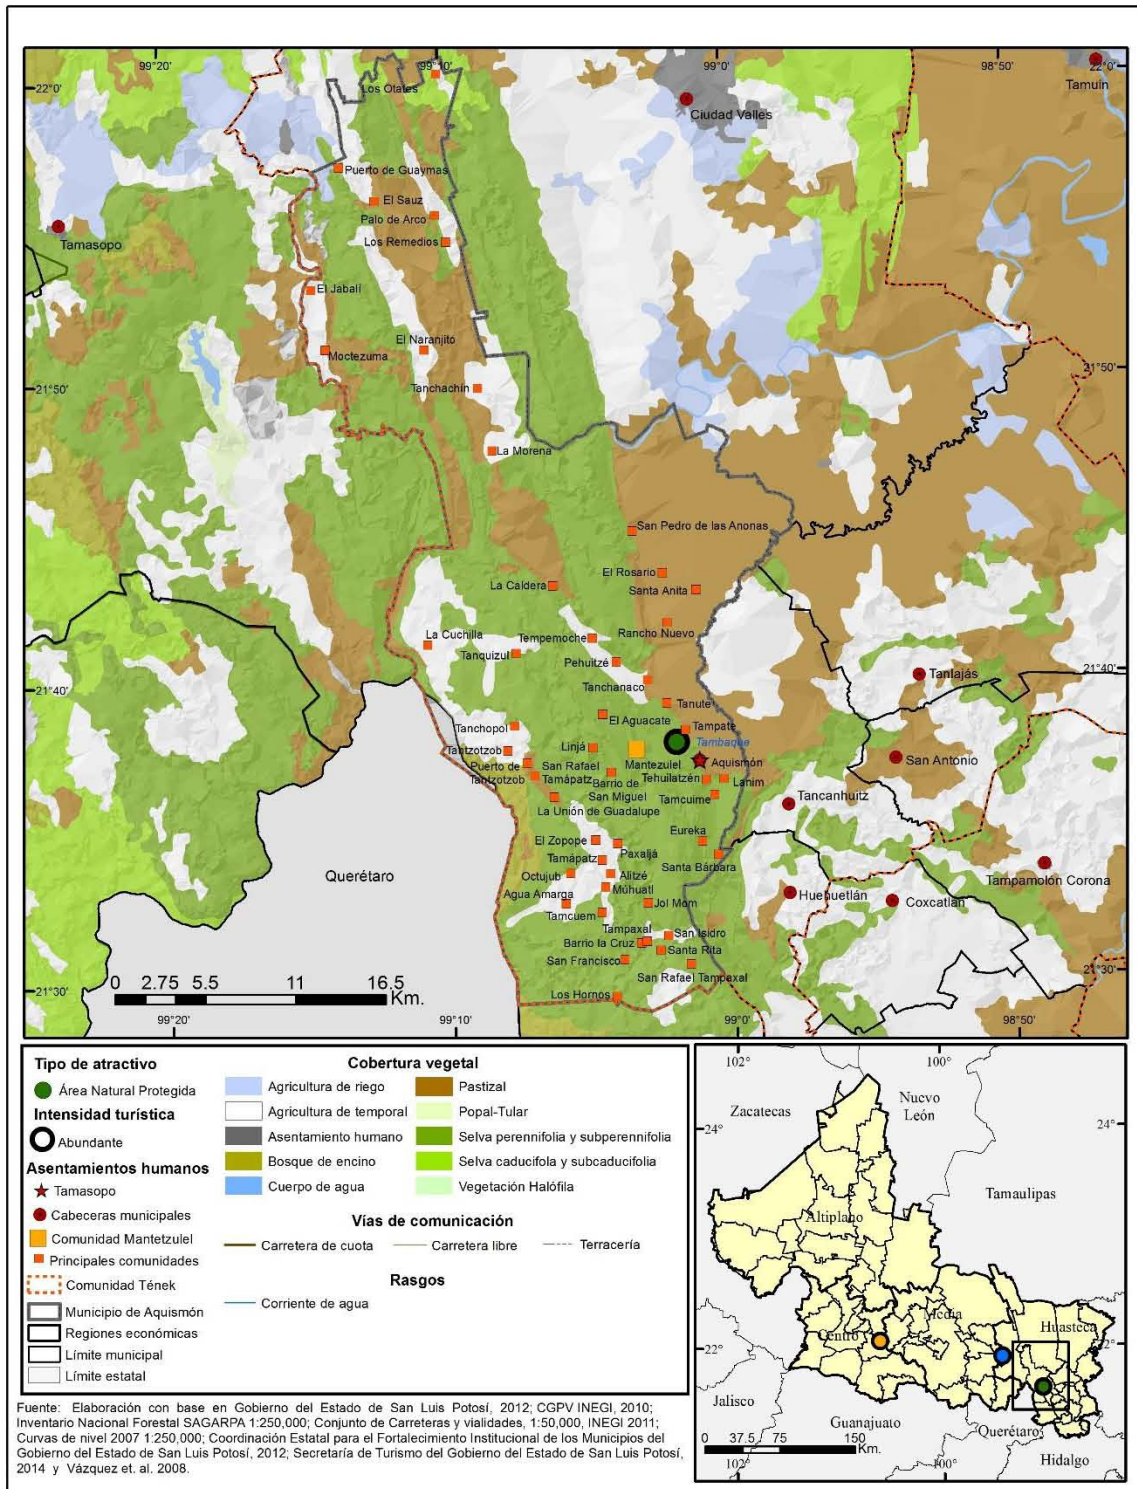 99°20'
99°10'
99°0'
98°50'
22°0'
22°0'
Los Otates
Ciudad Valles
Tamuín
Puerto de Guaymas
El Sauz
Palo de Arco
Los Remedios
Tamasopo
El Jabalí
El Naranjito
Moctezuma
Tanchachín
21°50'
21°50'
La Morena
San Pedro de las Anonas
El Rosario
La Caldera
Santa Anita
Rancho Nuevo
La Cuchilla
Tempemoche
Tanquizul
Pehuitzé
Tanchanaco
Tanlajás
21°40'
21°40'
Tanute
El Aguacate
Tampate
Tanchopol
Tambaque
Tantzotzob
Linjá
Mantezulel
Aquismón
San Antonio
Puerto de
Tantzotzob
San Rafael
Tamápatz
Barrio de
San Miguel
Tehuilatzén
Lanim
Tamcuime
La Unión de Guadalupe
Tancanhuitz
El Zopope
Eureka
Paxaljá
Santa Bárbara
Tamápatz
Octujub
Alitzé
Múhuatl
Tampamolón Corona
Querétaro
Agua Amarga
Jol Mom
Huehuetlán
Coxcatlán
Tamcuem
Tampaxal
San Isidro
Barrio la Cruz
Santa Rita
San Francisco
San Rafael Tampaxal
Los Hornos
21°30'
21°30'
0 2.75 5.5 11 16.5
Km.
99°20'
99°10'
99°0'
98°50'
Tipo de atractivo
Área Natural Protegida
Intensidad turística
Abundante
Asentamientos humanos
Tamasopo
Cabeceras municipales
Comunidad Mantezulel
Principales comunidades
Comunidad Tének
Municipio de Aquismón
Regiones económicas
Límite municipal
Límite estatal
Cobertura vegetal
Agricultura de riego
Agricultura de temporal
Asentamiento humano
Bosque de encino
Cuerpo de agua
Pastizal
Popal-Tular
Selva perennifolia y subperennifolia
Selva caducifola y subcaducifolia
Vegetación Halófila
Vías de comunicación
Carretera de cuota
Carretera libre
Terracería
Rasgos
Corriente de agua
102°
100°
Zacatecas
Nuevo
León
24°
24°
Tamaulipas
Altiplano
Media
Centro
Huasteca
22°
22°
Jalisco
Guanajuato
Querétaro
Hidalgo
0 37.5 75 150
Km.
102°
100°
Fuente: Elaboración con base en Gobierno del Estado de San Luis Potosí, 2012; CGPV INEGI, 2010;
Inventario Nacional Forestal SAGARPA 1:250,000; Conjunto de Carreteras y vialidades, 1:50,000, INEGI 2011;
Curvas de nivel 2007 1:250,000; Coordinación Estatal para el Fortalecimiento Institucional de los Municipios del
Gobierno del Estado de San Luis Potosí, 2012; Secretaría de Turismo del Gobierno del Estado de San Luis Potosí,
2014 y Vázquez et. al. 2008.